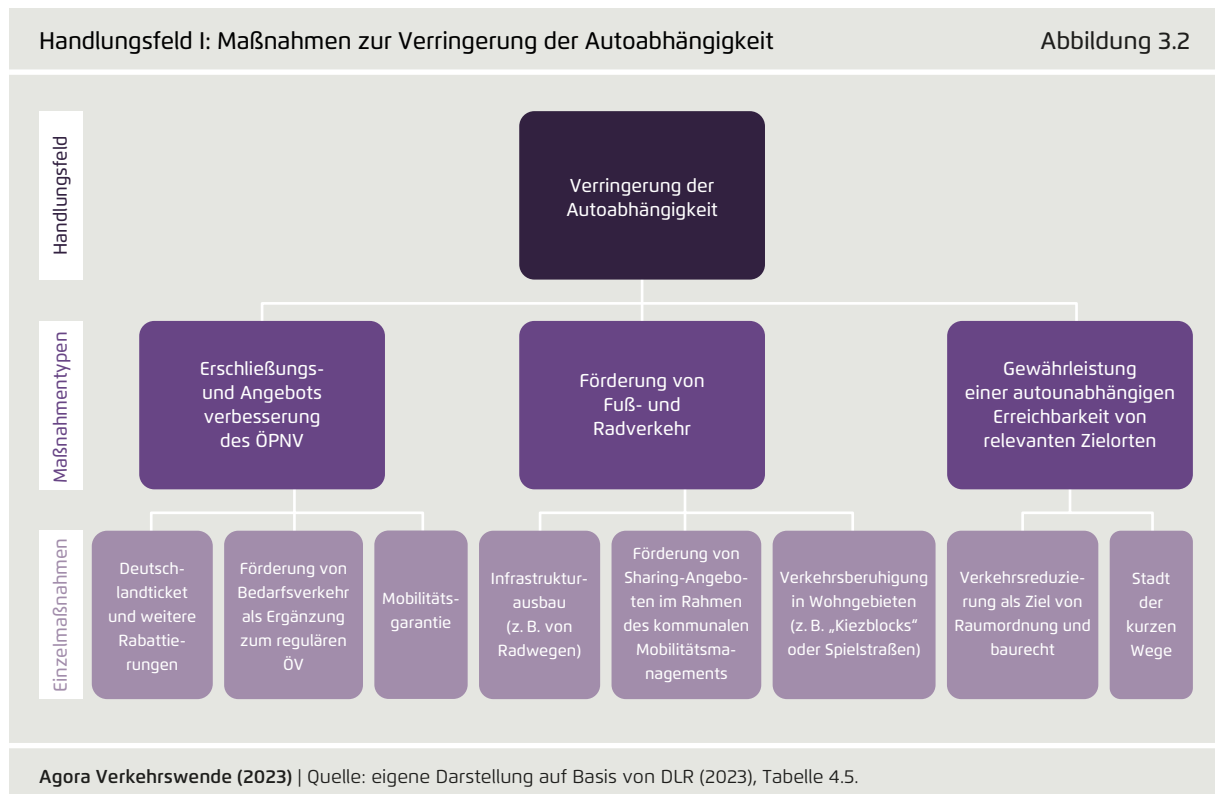 Handlungsfeld I: Maßnahmen zur Verringerung der Autoabhängigkeit
Abbildung 3.2
Handlungsfeld
Verringerung der
Autoabhängigkeit
Maßnahmentypen
Erschließungs-
und Angebots
verbesserung
des ÖPNV
Förderung von
Fuß- und
Radverkehr
Gewährleistung
einer autounabhängigen
Erreichbarkeit von
relevanten Zielorten
Einzelmaßnahmen
Deutsch-
landticket
und weitere
Rabattie-
rungen
Förderung von
Bedarfsverkehr
als Ergänzung
zum regulären
ÖV
Mobilitäts-
garantie
Infrastruktur-
ausbau
(z. B. von
Radwegen)
Förderung von
Sharing-Angebo-
ten im Rahmen
des kommunalen
Mobilitätsma-
nagements
Verkehrsberuhigung
in Wohngebieten
(z. B. „Kiezblocks“
oder Spielstraßen)
Verkehrsreduzie-
rung als Ziel von
Raumordnung und
baurecht
Stadt
der
kurzen
Wege
Agora Verkehrswende (2023) | Quelle: eigene Darstellung auf Basis von DLR (2023), Tabelle 4.5.